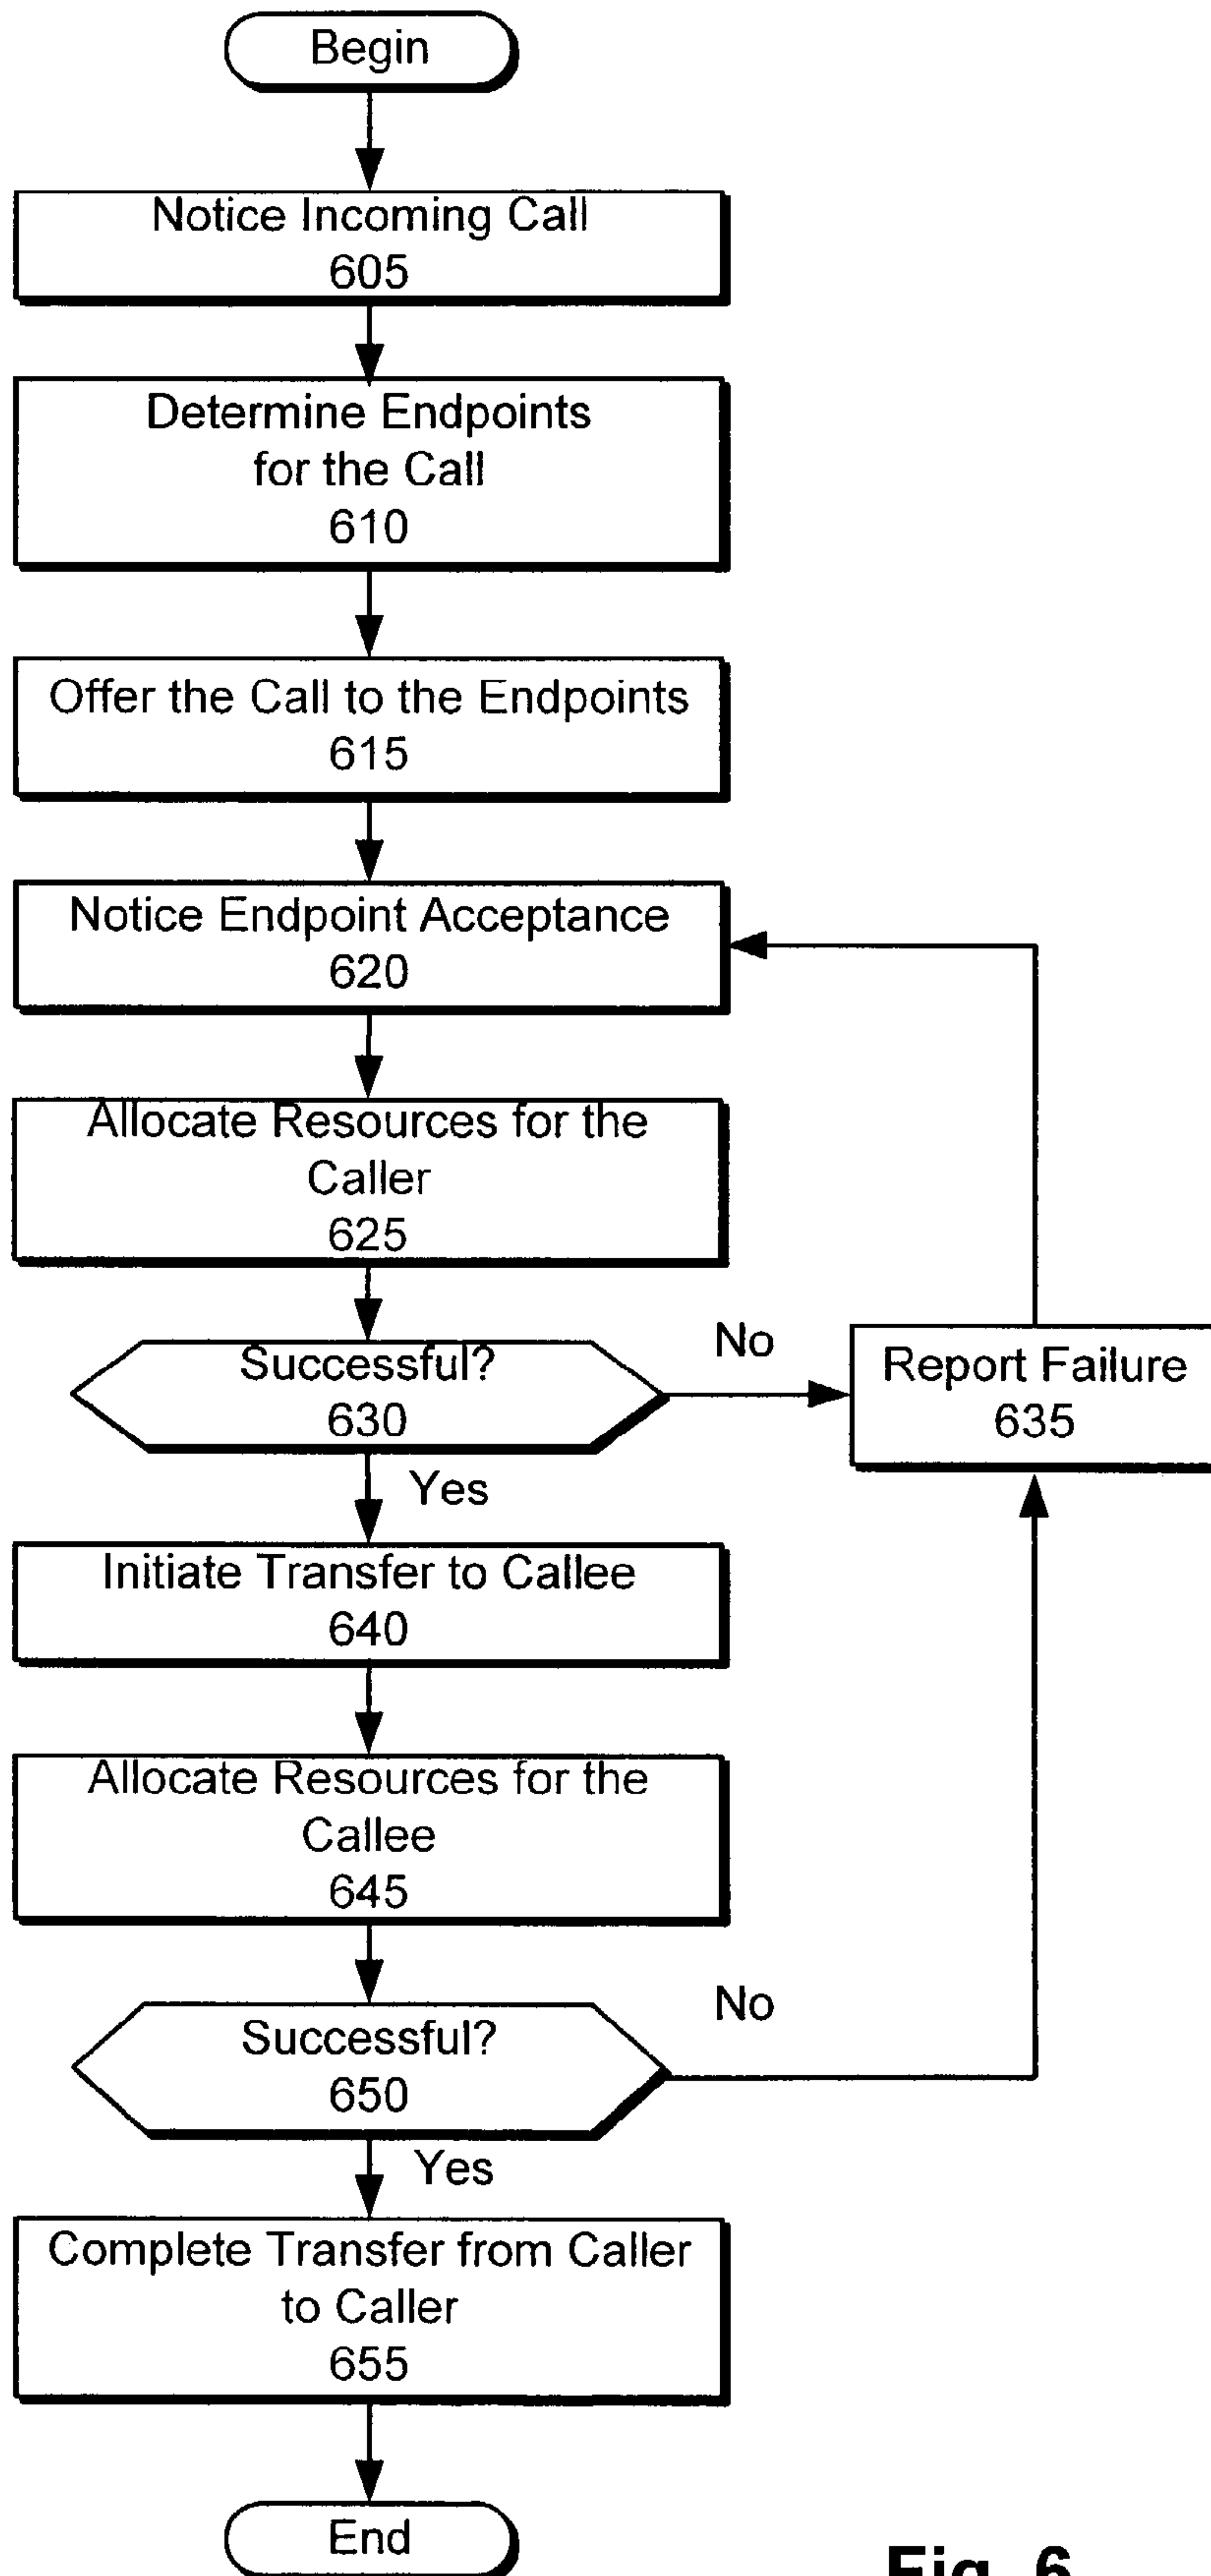 Begin
Notice Incoming Call
605
Determine Endpoints
for the Call
610
Offer the Call to the Endpoints
615
Notice Endpoint Acceptance
620
Allocate Resources for the
Caller
625
Successful?
630
No
Report Failure
635
Yes
Initiate Transfer to Callee
640
Allocate Resources for the
Callee
645
Successful?
650
No
Yes
Complete Transfer from Caller
to Caller
655
End
Fig. 6